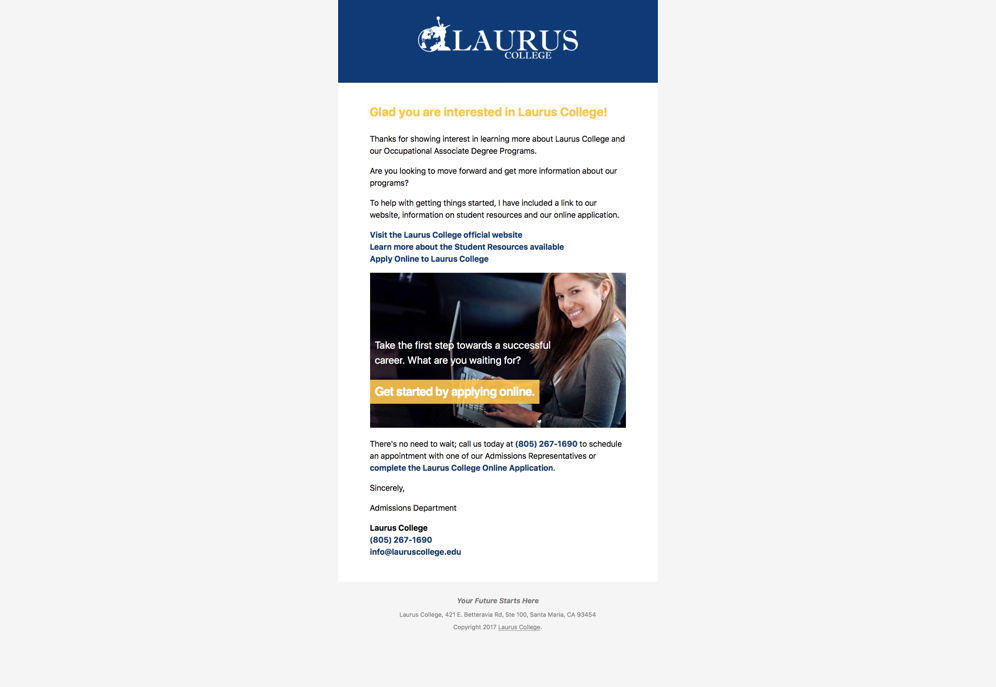 LAURUS
COLLEGE
Glad you are interested in Laurus College!
Thanks for showing interest in learning more about Laurus College and
our Occupational Associate Degree Programs.
Are you looking to move forward and get more information about our
programs?
To help with getting things started, I have included a link to our
website, information on student resources and our online application.
Visit the Laurus College official website
Learn more about the Student Resources available
Apply Online to Laurus College
Take the first step towards a successful
career. What are you waiting for?
Get started by applying online.
There's no need to wait; call us today at (805) 267-1690 to schedule
an appointment with one of our Admissions Representatives or
complete the Laurus College Online Application.
Sincerely,
Admissions Department
Laurus College
(805) 267-1690
info@lauruscollege.edu
Your Future Starts Here
Laurus College, 421 E. Betteravia Rd, Ste 100, Santa Maria, CA 93454
Copyright 2017 Laurus College.